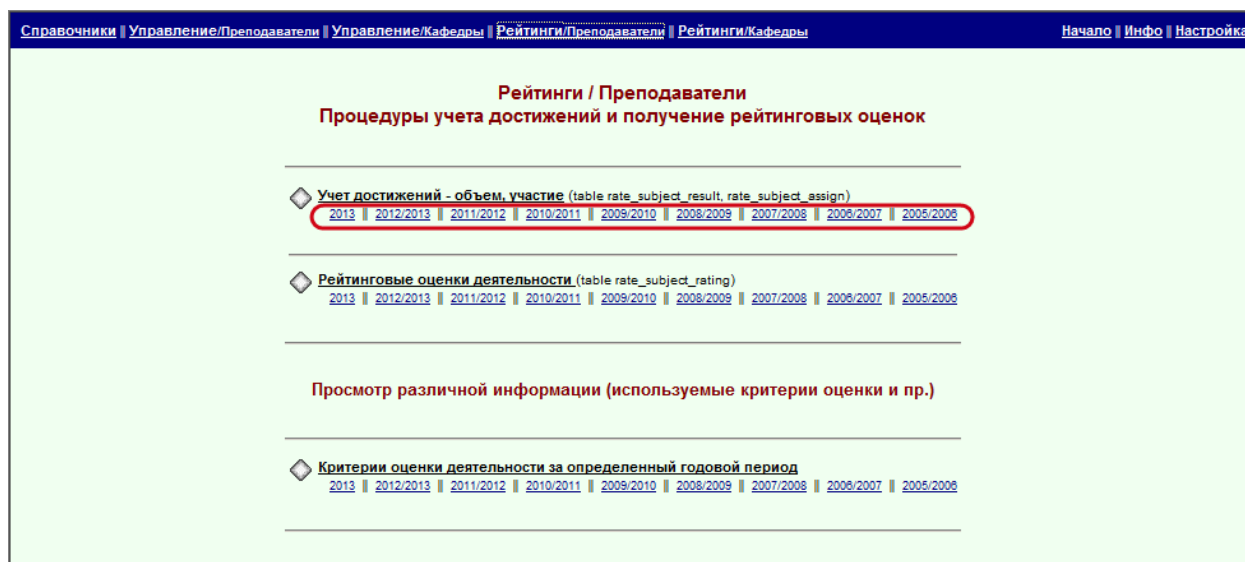 Справочники || Управление/Преподаватели || Управление/Кафедры || Рейтинги/Преподаватели || Рейтинги/Кафедры Начало || Инфо || Настройка
Рейтинги / Преподаватели
Процедуры учета достижений и получение рейтинговых оценок
Учет достижений - объем, участие (table rate_subject_result, rate_subject_assign)
2013 || 2012/2013 || 2011/2012 || 2010/2011 || 2009/2010 || 2008/2009 || 2007/2008 || 2006/2007 || 2005/2006
Рейтинговые оценки деятельности (table rate_subject_rating)
2013 || 2012/2013 || 2011/2012 || 2010/2011 || 2009/2010 || 2008/2009 || 2007/2008 || 2006/2007 || 2005/2006
Просмотр различной информации (используемые критерии оценки и пр.)
Критерии оценки деятельности за определенный годовой период
2013 || 2012/2013 || 2011/2012 || 2010/2011 || 2009/2010 || 2008/2009 || 2007/2008 || 2006/2007 || 2005/2006